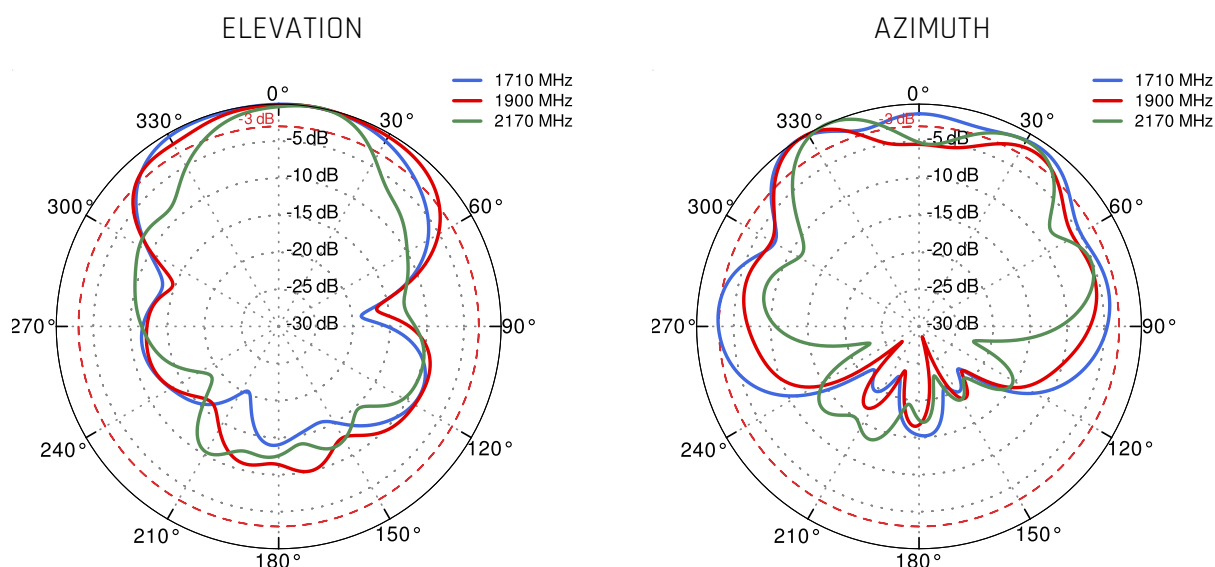 ELEVATION
1710 MHz
1900 MHz
2170 MHz
0°
330°
30°
-3 dB
-5 dB
-10 dB
300°
60°
-15 dB
-20 dB
-25 dB
270°
-30 dB
90°
240°
120°
210°
150°
180°
AZIMUTH
1710 MHz
1900 MHz
2170 MHz
0°
330°
30°
-3 dB
-5 dB
-10 dB
300°
60°
-15 dB
-20 dB
-25 dB
270°
-30 dB
90°
240°
120°
210°
150°
180°